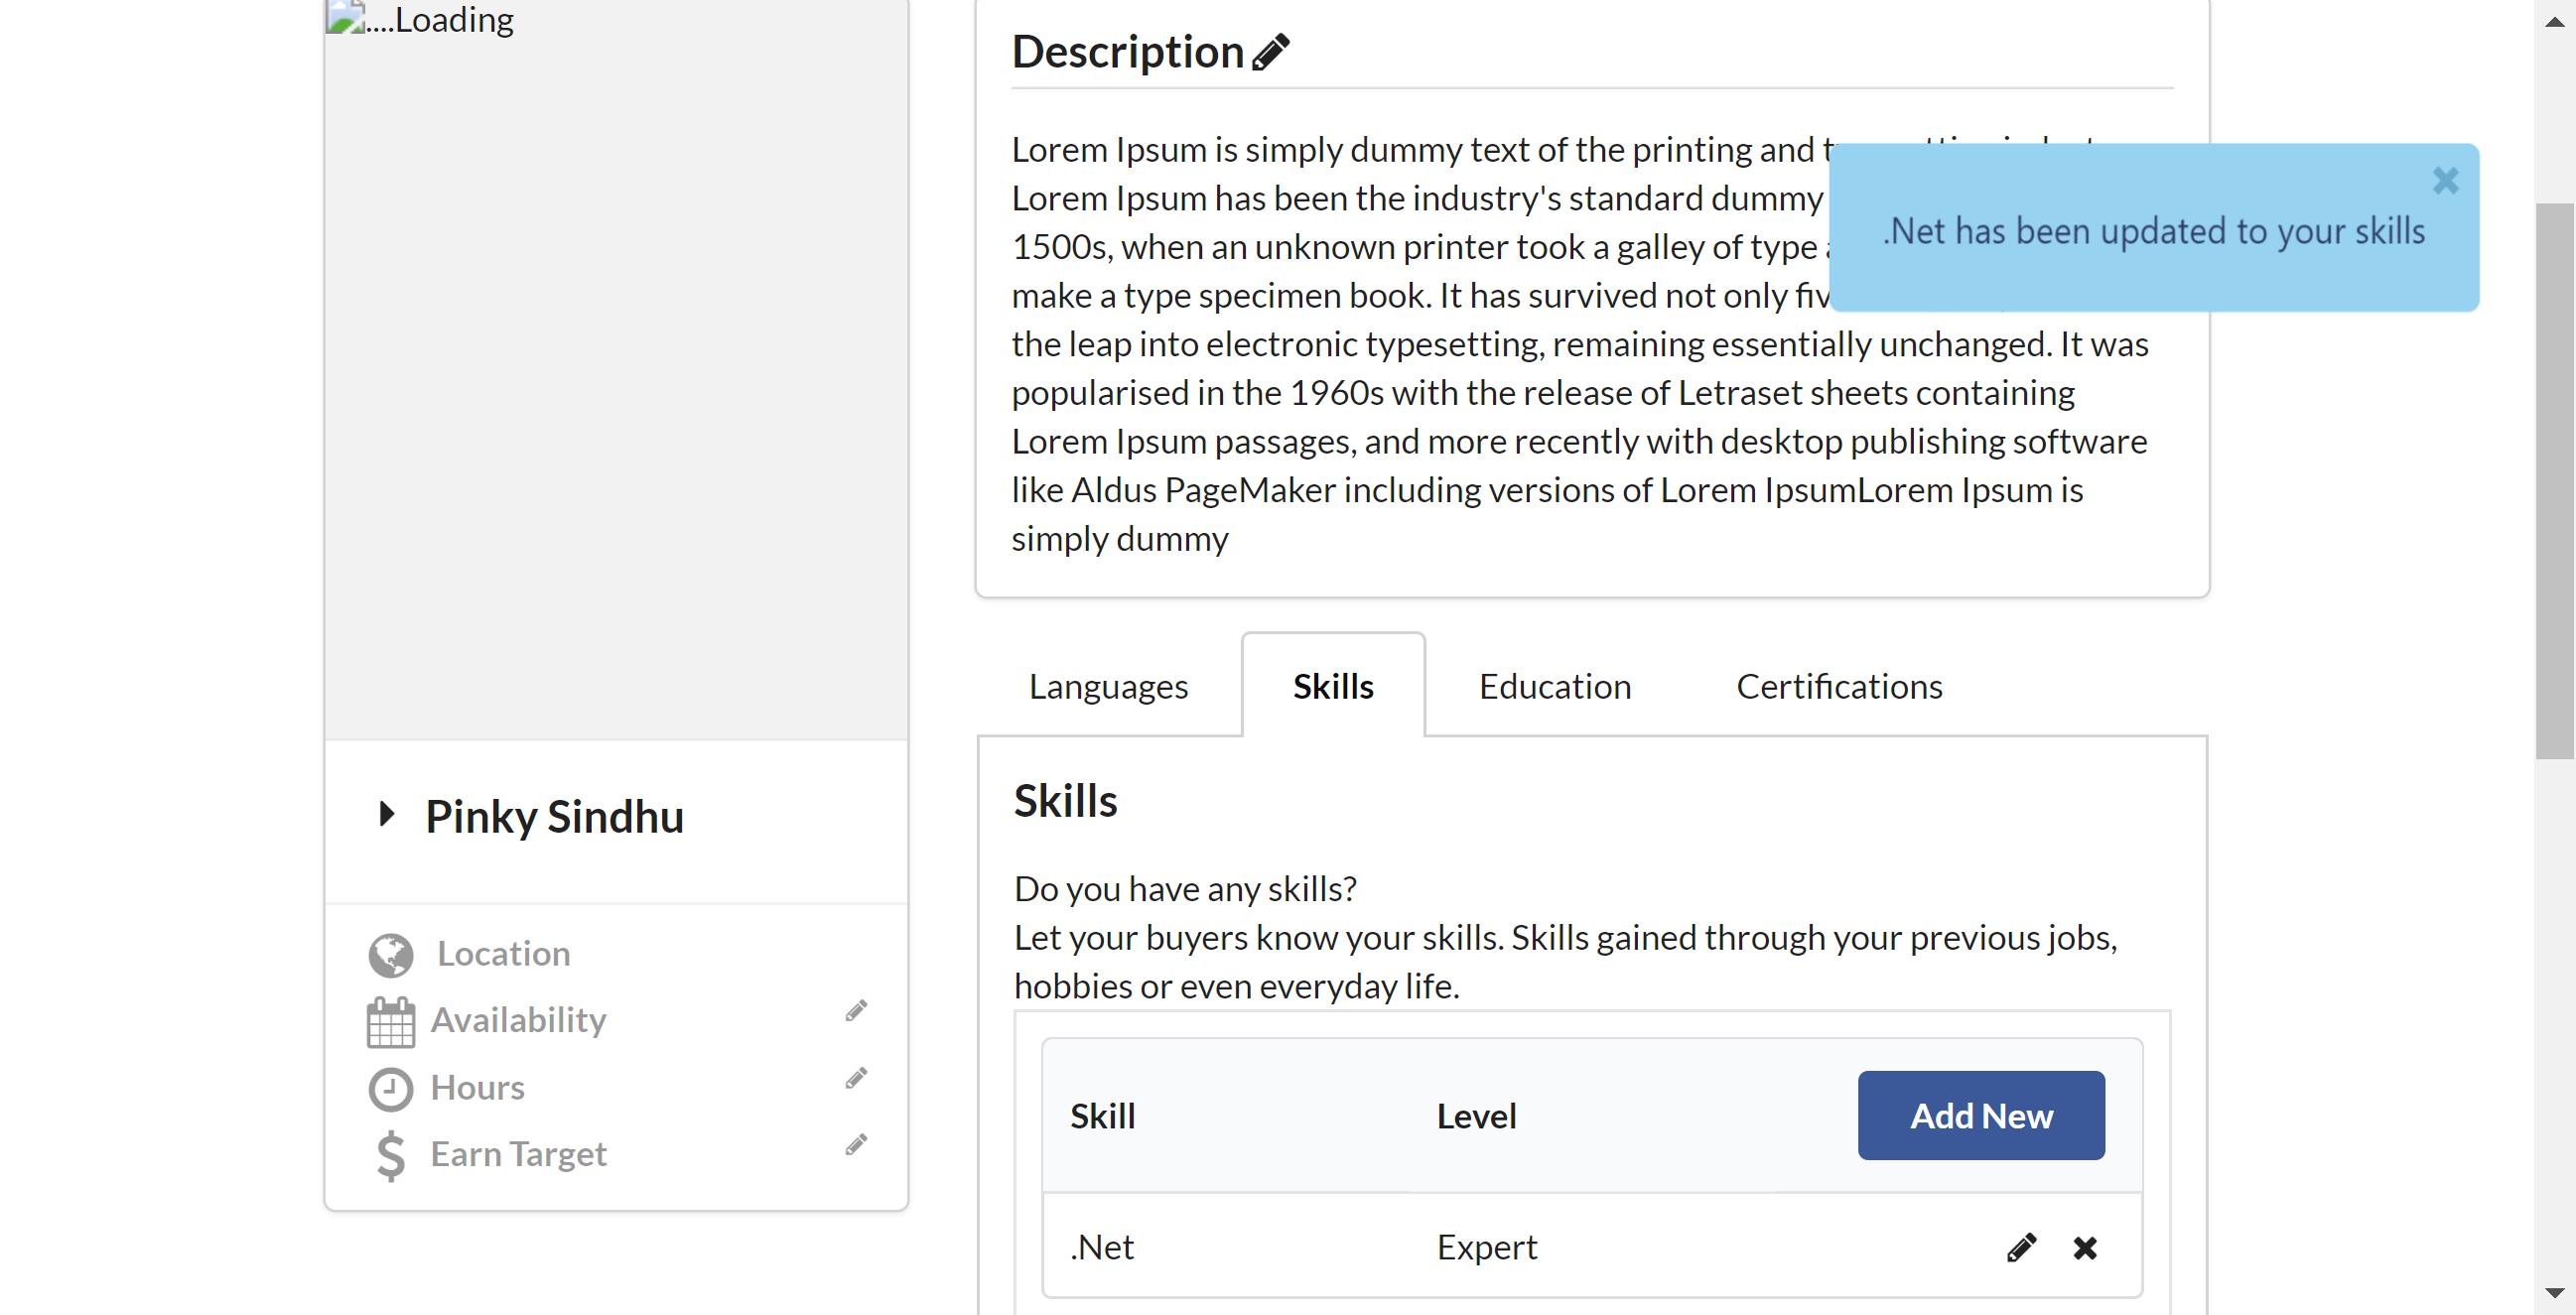 ....Loading
Pinky Sindhu
Location
Availability
Hours
Earn Target
Description
Lorem Ipsum is simply dummy text of the printing and
Lorem Ipsum has been the industry's standard dummy
1500s, when an unknown printer took a galley of type
make a type specimen book. It has survived not only
the leap into electronic typesetting, remaining essentially unchanged. It was
popularised in the 1960s with the release of Letraset sheets containing
Lorem Ipsum passages, and more recently with desktop publishing software
like Aldus PageMaker including versions of Lorem IpsumLorem Ipsum is
simply dummy
.Net has been updated to your skills
Languages
Skills
Education
Certifications
Skills
Do you have any skills?
Let your buyers know your skills. Skills gained through your previous jobs,
hobbies or even everyday life.
Skill
Level
Add New
.Net
Expert